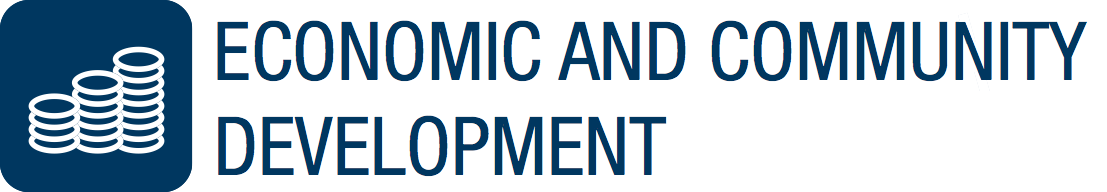 ECONOMIC AND COMMUNITY
DEVELOPMENT